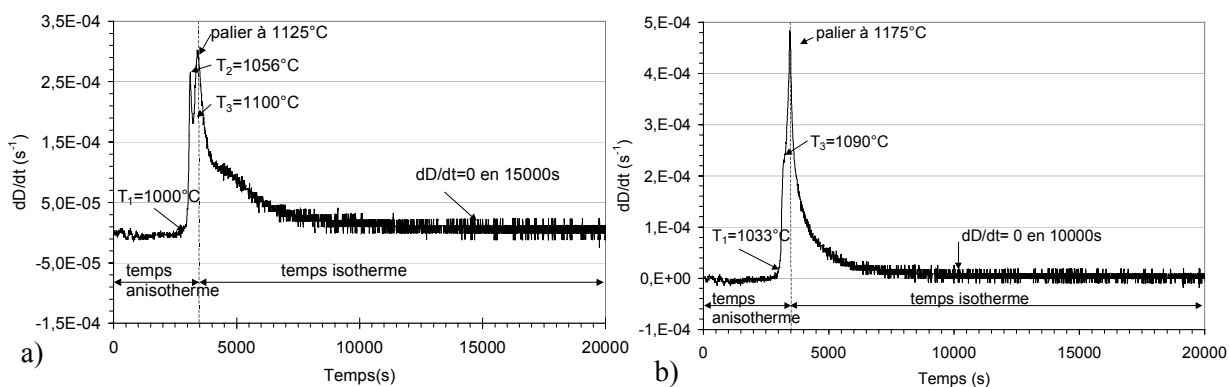 3,5E-04
2,5E-04
1,5E-04
5,0E-05
-5,0E-05
-1,5E-04
dD/dt (s⁻¹)
palier à 1125°C
T₂=1056°C
T₃=1100°C
T₁=1000°C
dD/dt=0 en 15000s
temps
anisotherme
temps isotherme
0 5000 10000 15000 20000
Temps(s)
a)
5,E-04
4,E-04
3,E-04
2,E-04
1,E-04
0,E+00
-1,E-04
dD/dt (s⁻¹)
palier à 1175°C
T₃=1090°C
T₁=1033°C
dD/dt= 0 en 10000s
temps
anisotherme
temps isotherme
0 5000 10000 15000 20000
Temps (s)
b)